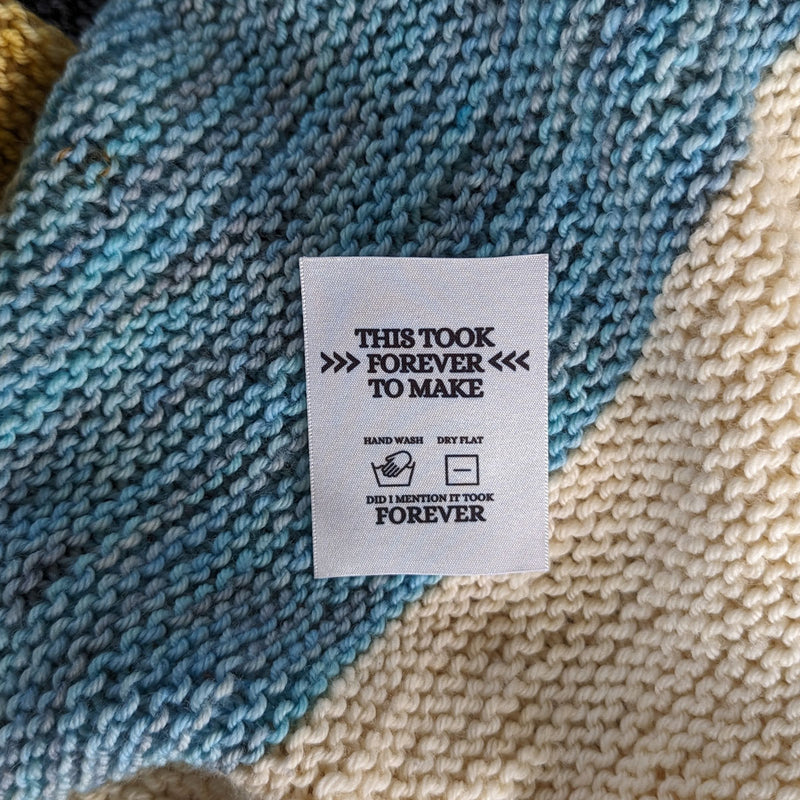 THIS TOOK
>>> FOREVER <<<
TO MAKE
HAND WASH DRY FLAT
DID I MENTION IT TOOK
FOREVER